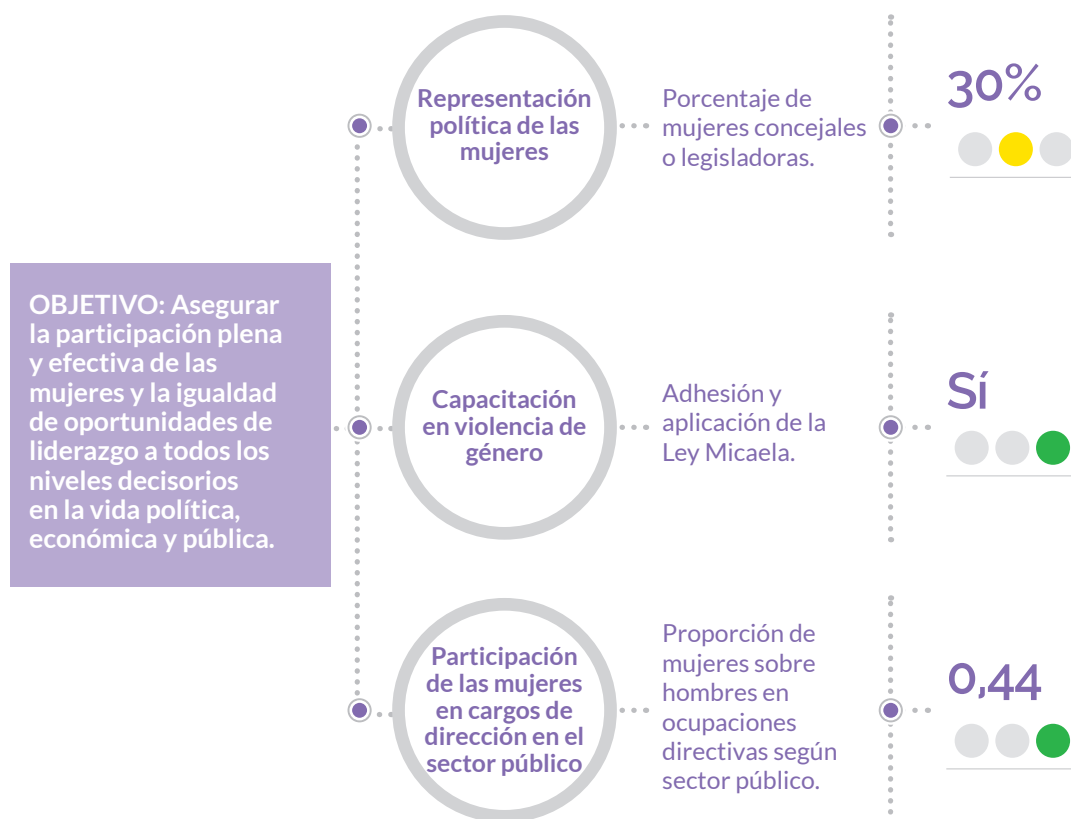 OBJETIVO: Asegurar
la participación plena
y efectiva de las
mujeres y la igualdad
de oportunidades de
liderazgo a todos los
niveles decisorios
en la vida política,
económica y pública.
Representación
política de las
mujeres
Porcentaje de
mujeres concejales
o legisladoras.
30%
Capacitación
en violencia de
género
Adhesión y
aplicación de la
Ley Micaela.
Sí
Participación
de las mujeres
en cargos de
dirección en el
sector público
Proporción de
mujeres sobre
hombres en
ocupaciones
directivas según
sector público.
0,44